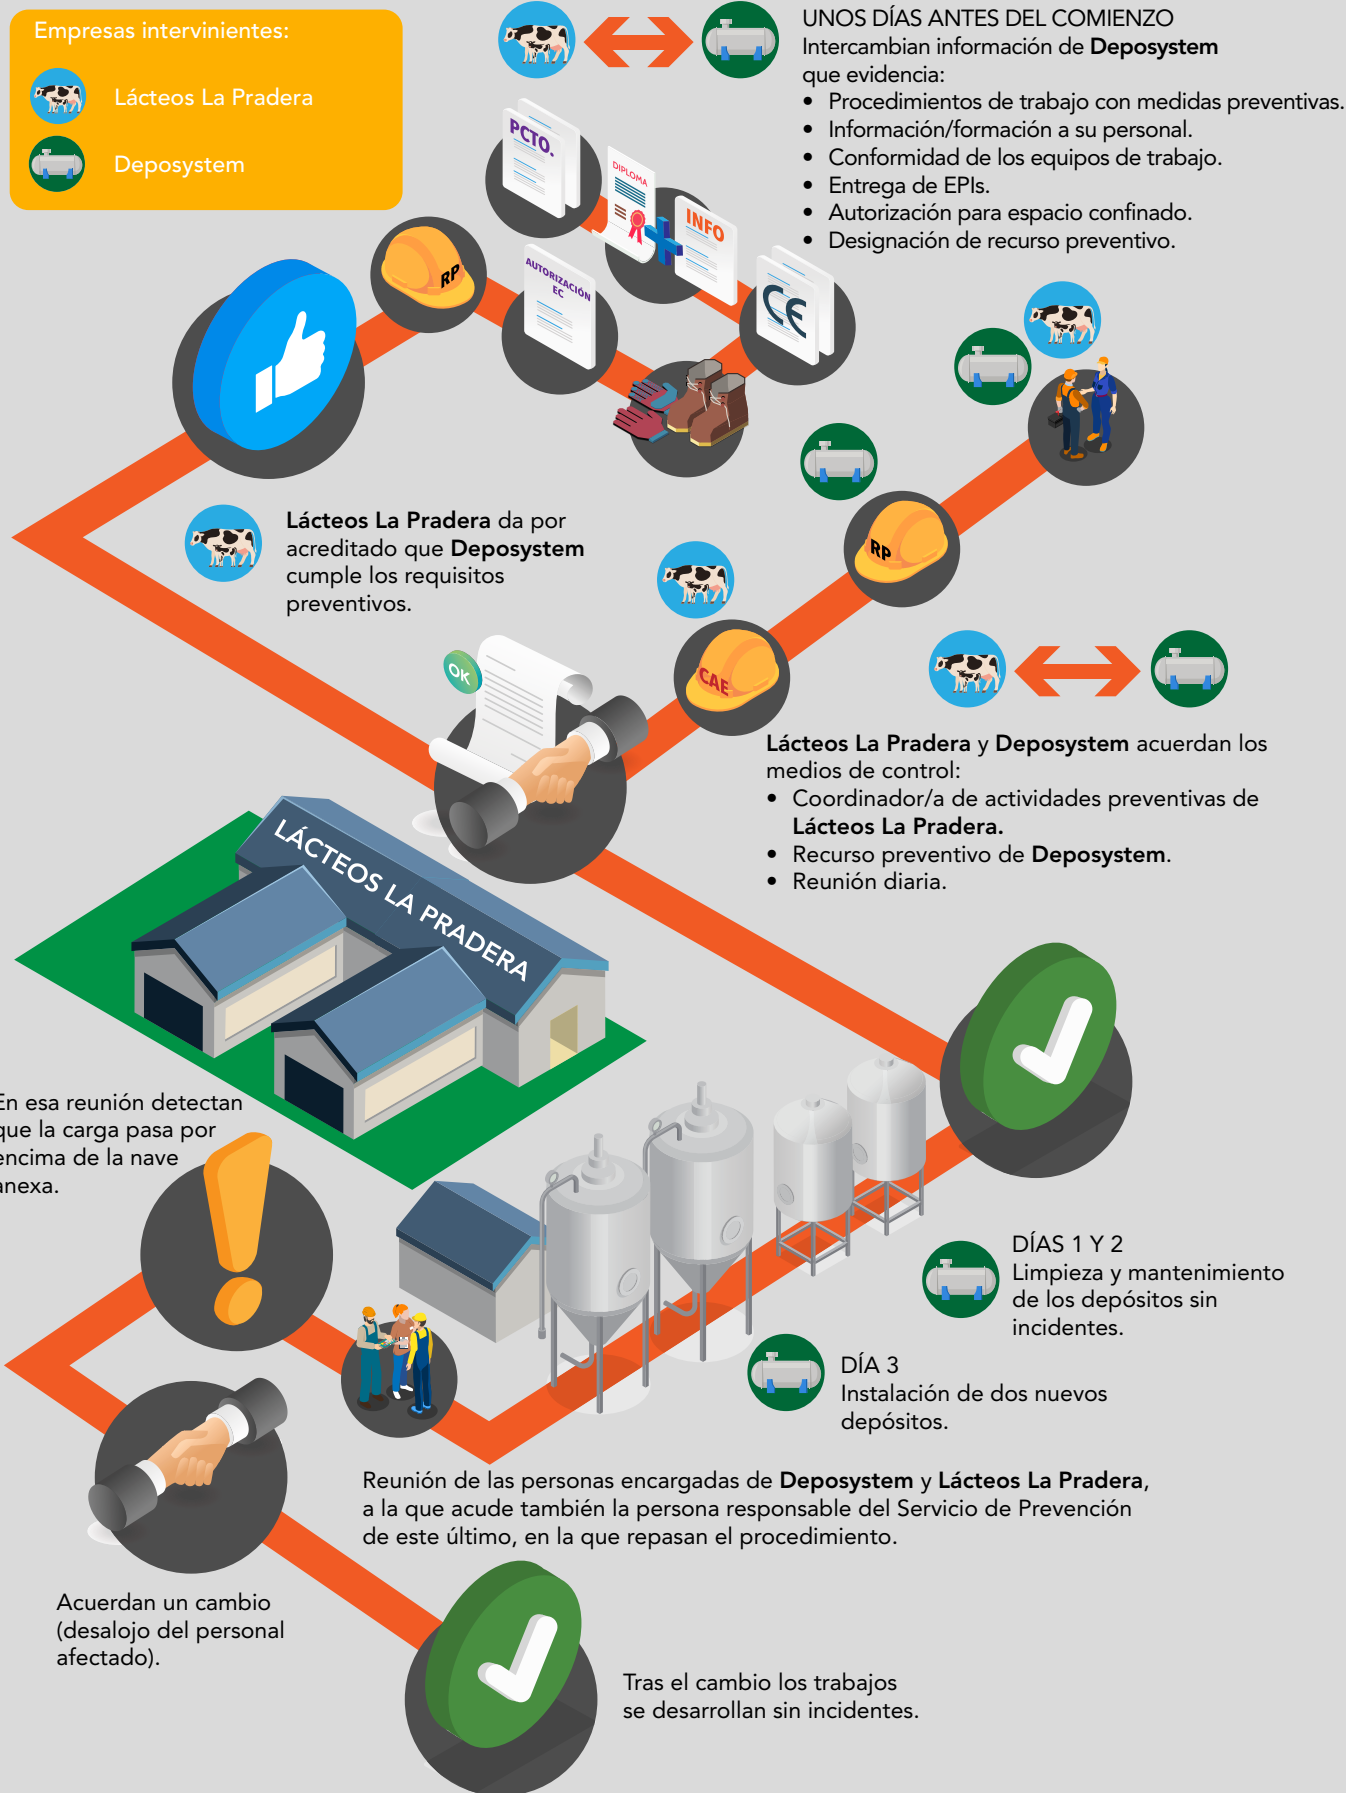 Empresas intervinientes:
Lácteos La Pradera
Deposystem
UNOS DÍAS ANTES DEL COMIENZO
Intercambian información de Deposystem
que evidencia:
• Procedimientos de trabajo con medidas preventivas.
• Información/formación a su personal.
• Conformidad de los equipos de trabajo.
• Entrega de EPIs.
• Autorización para espacio confinado.
• Designación de recurso preventivo.
PCTO.
DIPLOMA
INFO
CE
AUTORIZACIÓN
EC
RP
Lácteos La Pradera da por
acreditado que Deposystem
cumple los requisitos
preventivos.
RP
CAE
OK
Lácteos La Pradera y Deposystem acuerdan los
medios de control:
• Coordinador/a de actividades preventivas de
Lácteos La Pradera.
• Recurso preventivo de Deposystem.
• Reunión diaria.
LÁCTEOS LA PRADERA
DÍAS 1 Y 2
Limpieza y mantenimiento
de los depósitos sin
incidentes.
DÍA 3
Instalación de dos nuevos
depósitos.
Reunión de las personas encargadas de Deposystem y Lácteos La Pradera,
a la que acude también la persona responsable del Servicio de Prevención
de este último, en la que repasan el procedimiento.
En esa reunión detectan
que la carga pasa por
encima de la nave
anexa.
Acuerdan un cambio
(desalojo del personal
afectado).
Tras el cambio los trabajos
se desarrollan sin incidentes.